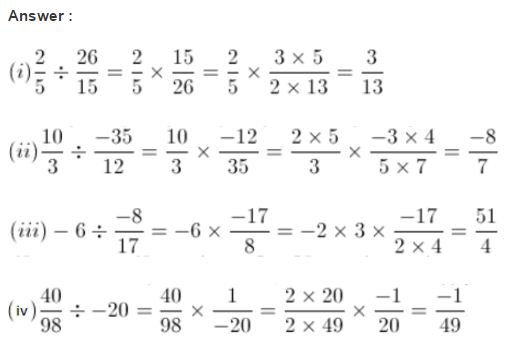 Answer :
(i) 2/5 ÷ 26/15 = 2/5 × 15/26 = 2/5 × (3 × 5)/(2 × 13) = 3/13
(ii) 10/3 ÷ -35/12 = 10/3 × -12/35 = (2 × 5)/3 × (-3 × 4)/(5 × 7) = -8/7
(iii) - 6 ÷ -8/17 = -6 × -17/8 = -2 × 3 × -17/(2 × 4) = 51/4
(iv) 40/98 ÷ -20 = 40/98 × 1/-20 = (2 × 20)/(2 × 49) × -1/20 = -1/49